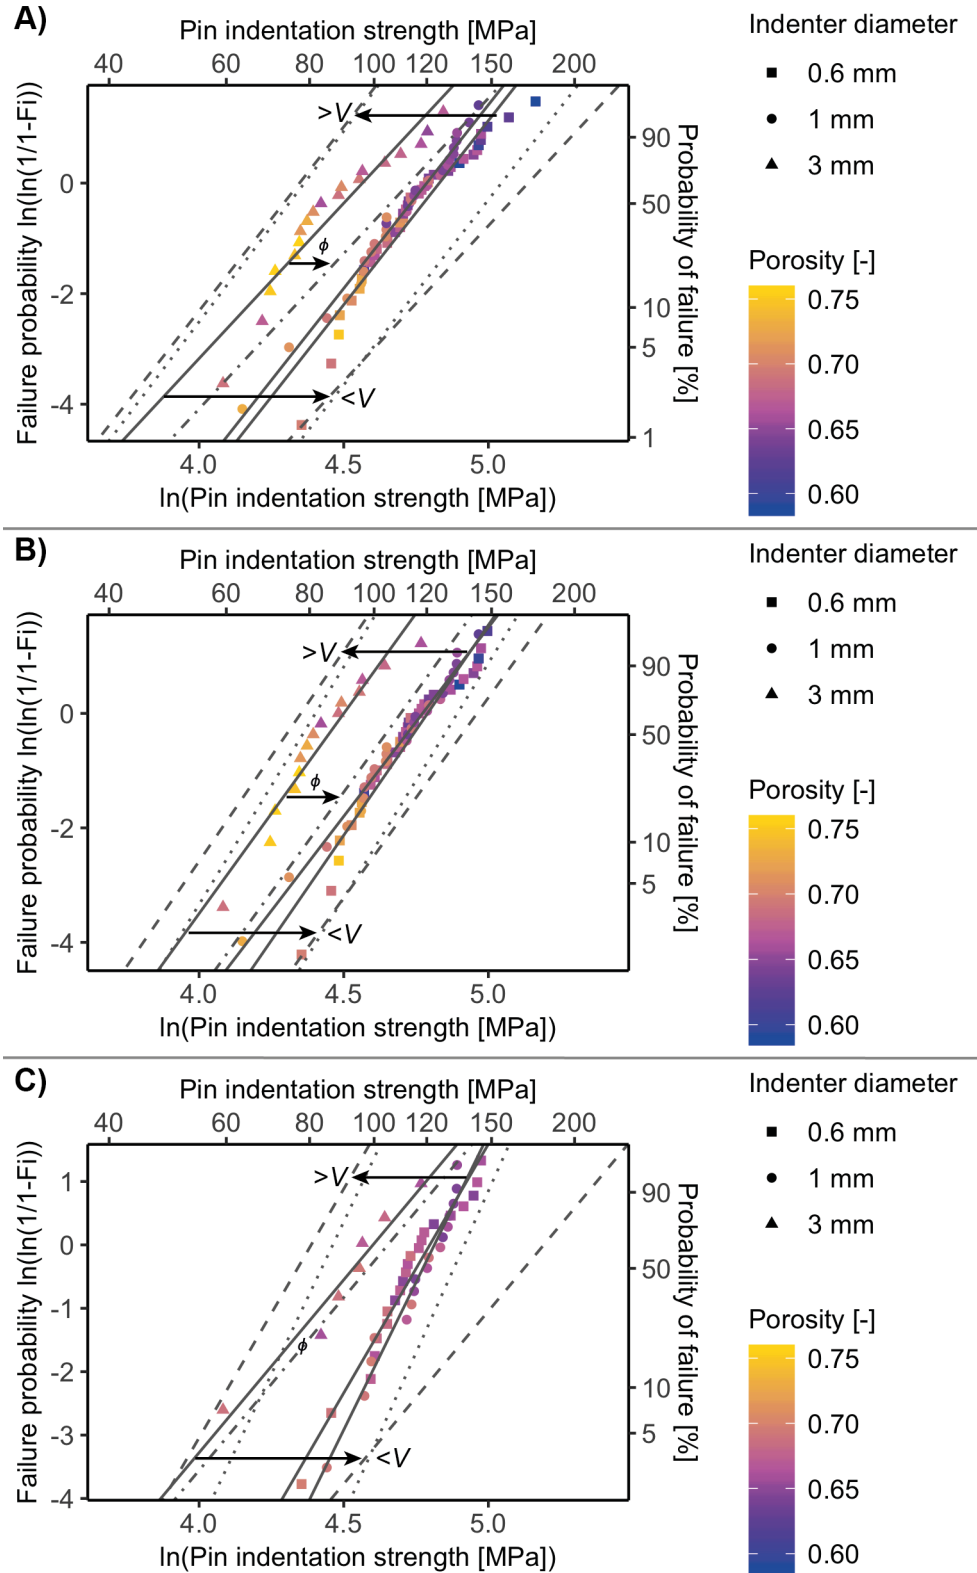 A)
Pin indentation strength [MPa]
40 60 80 100 120 150 200
Failure probability ln(ln(1/1-Fi))
0
-2
-4
>V
ϕ
<V
90
50
10
5
1
Probability of failure [%]
4.0 4.5 5.0
ln(Pin indentation strength [MPa])
Indenter diameter
0.6 mm
1 mm
3 mm
Porosity [-]
0.75
0.70
0.65
0.60
B)
Pin indentation strength [MPa]
40 60 80 100 120 150 200
Failure probability ln(ln(1/1-Fi))
0
-2
-4
>V
ϕ
<V
90
50
10
5
Probability of failure [%]
4.0 4.5 5.0
ln(Pin indentation strength [MPa])
Indenter diameter
0.6 mm
1 mm
3 mm
Porosity [-]
0.75
0.70
0.65
0.60
C)
Pin indentation strength [MPa]
40 60 80 100 120 150 200
Failure probability ln(ln(1/1-Fi))
1
0
-1
-2
-3
-4
>V
ϕ
<V
90
50
10
5
Probability of failure [%]
4.0 4.5 5.0
ln(Pin indentation strength [MPa])
Indenter diameter
0.6 mm
1 mm
3 mm
Porosity [-]
0.75
0.70
0.65
0.60